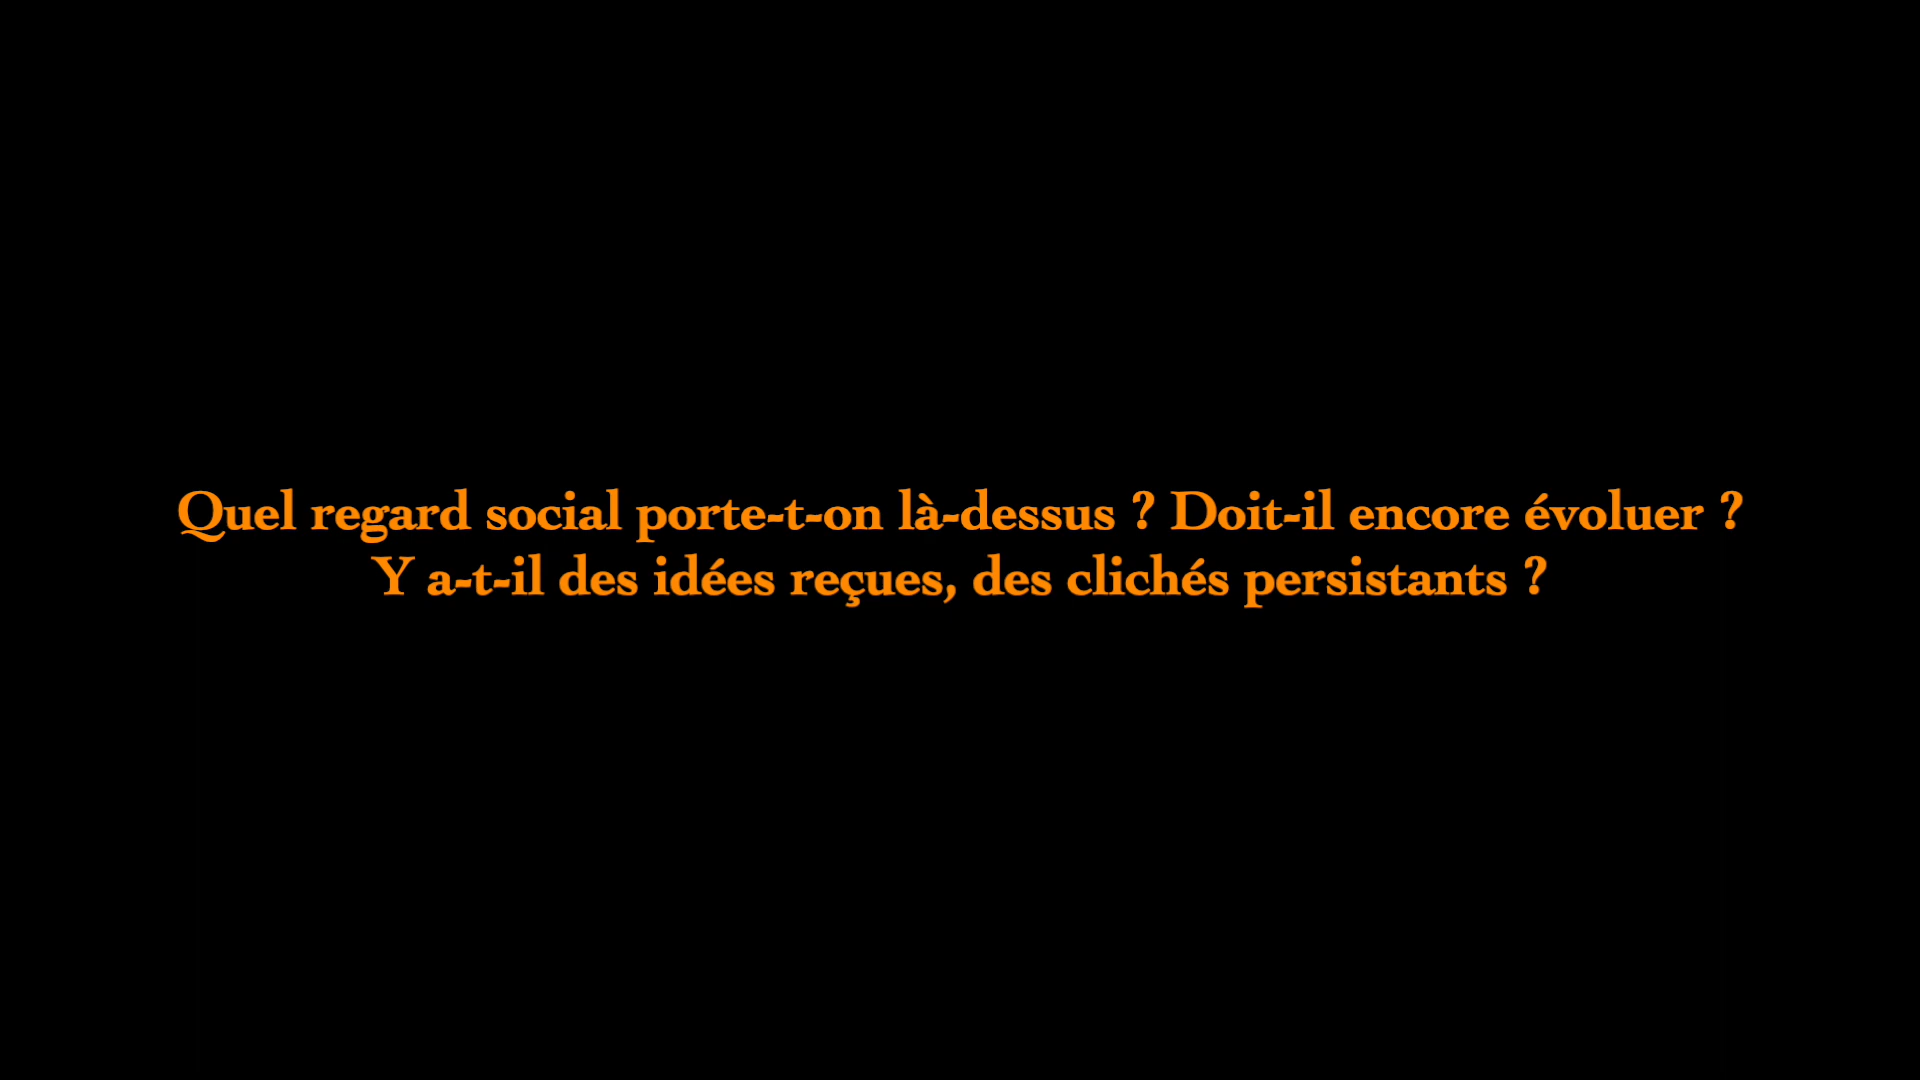 Quel regard social porte-t-on là-dessus ? Doit-il encore évoluer ?
Y a-t-il des idées reçues, des clichés persistants ?